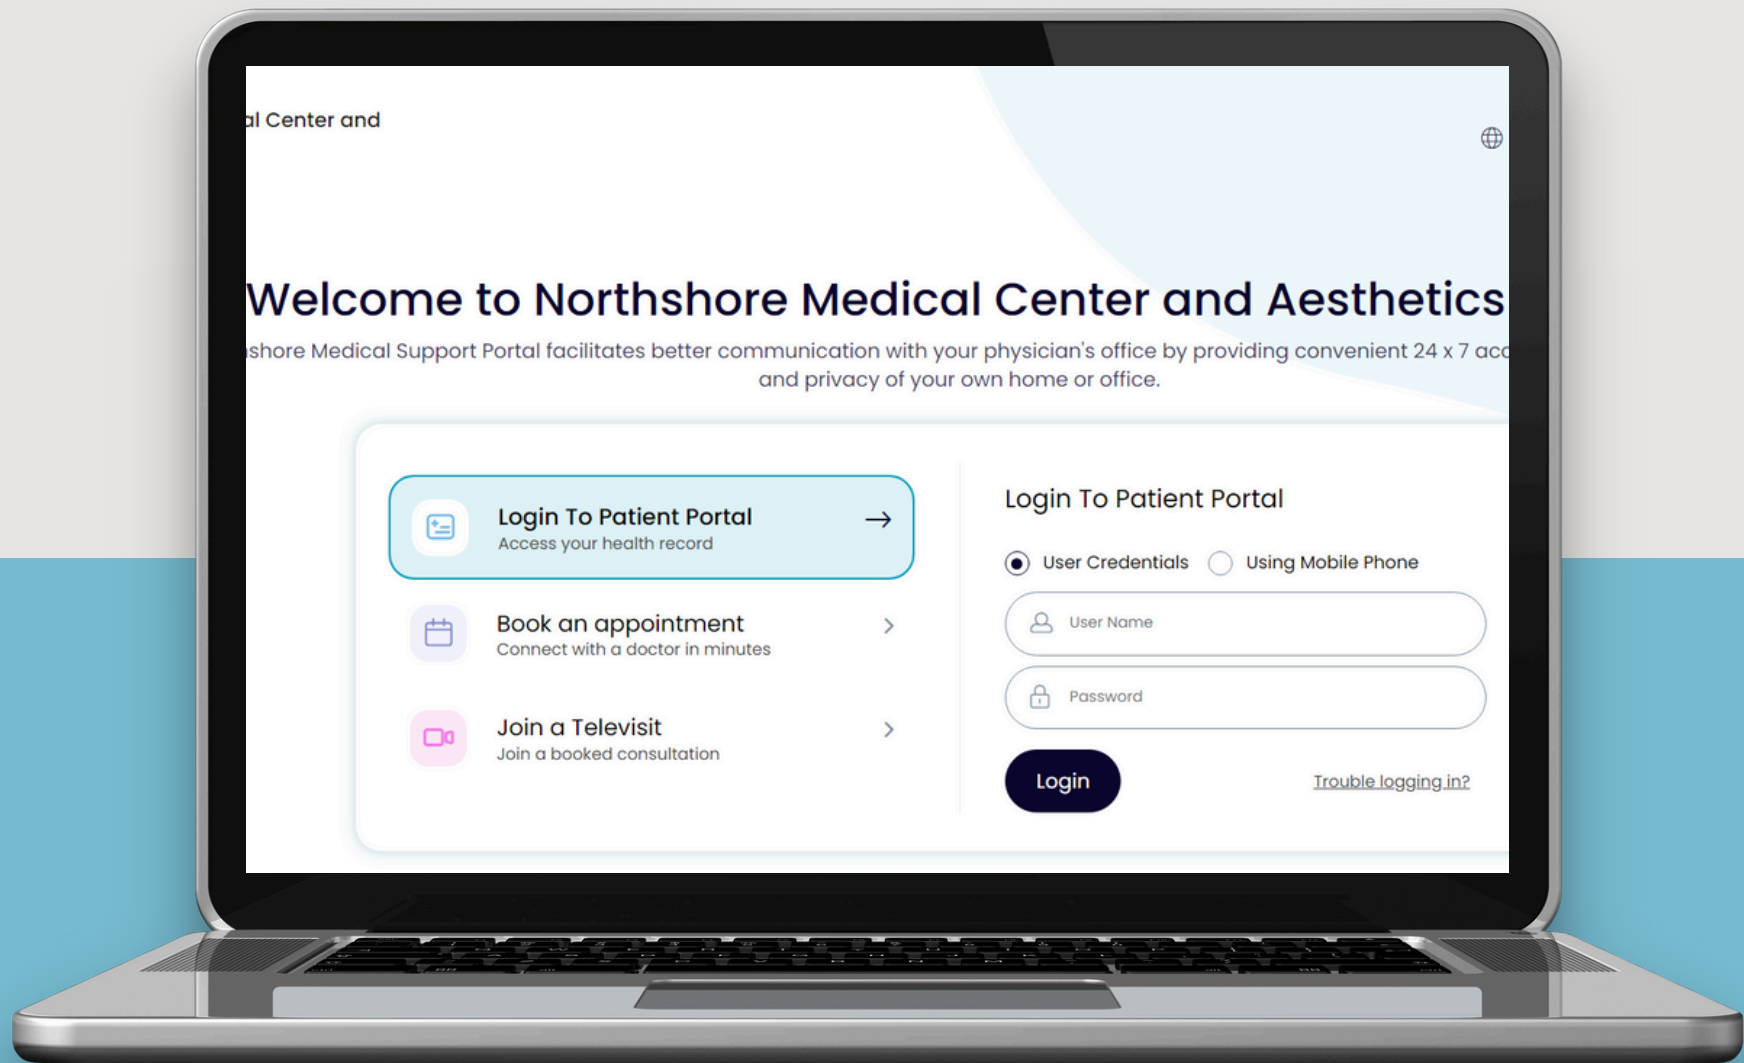 al Center and
Welcome to Northshore Medical Center and Aesthetics
shore Medical Support Portal facilitates better communication with your physician's office by providing convenient 24 x 7 acc
and privacy of your own home or office.
Login To Patient Portal
Access your health record
Book an appointment
Connect with a doctor in minutes
Join a Televisit
Join a booked consultation
Login To Patient Portal
User Credentials Using Mobile Phone
User Name
Password
Login Trouble logging in?